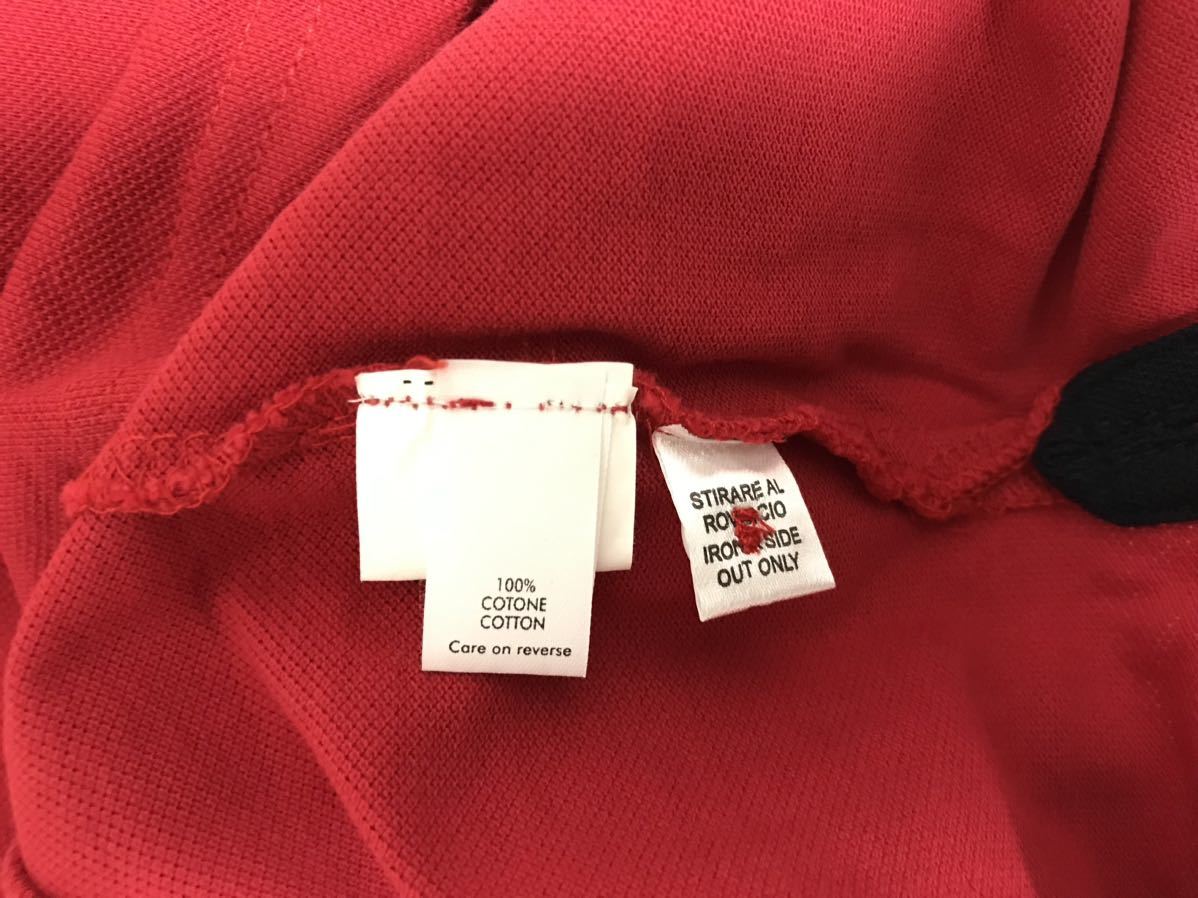 100%
COTONE
COTTON
Care on reverse
STIRARE AL
OUT ONLY